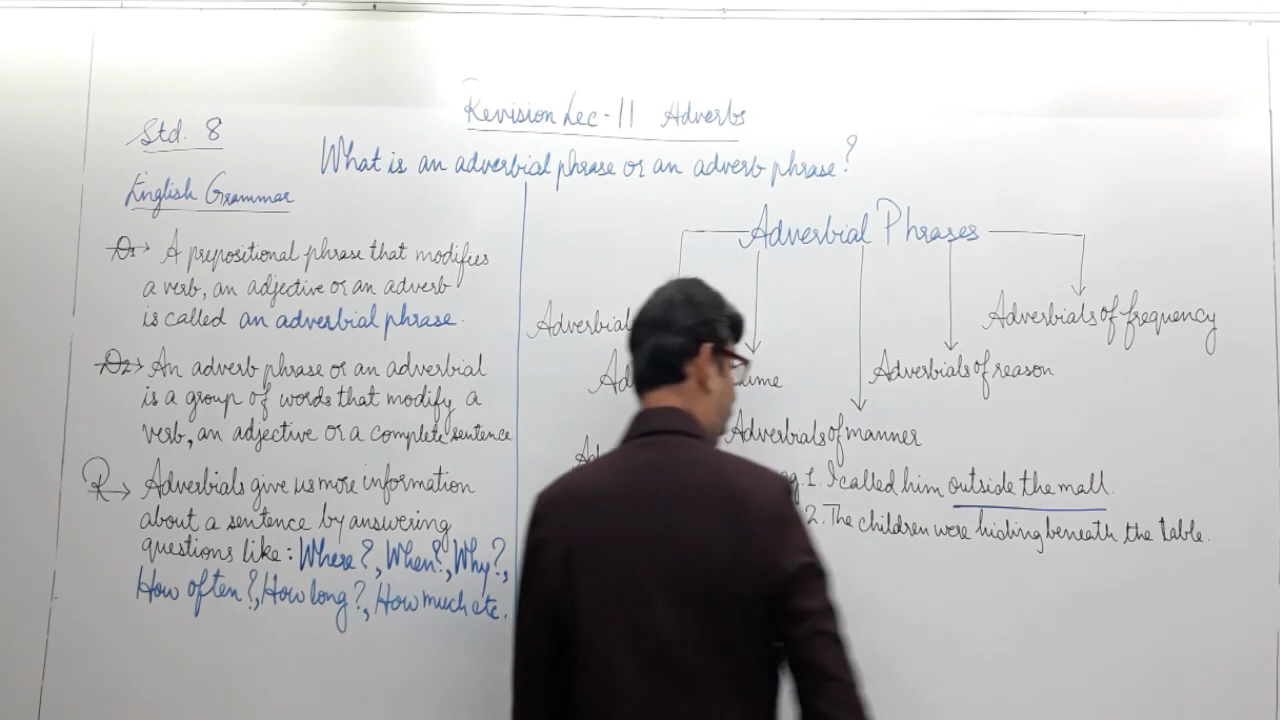 Revision Lec-11 Adverbs
Std. 8
What is an adverbial phrase or an adverb phrase?
English Grammar
D1→ A prepositional phrase that modifies
a verb, an adjective or an adverb
is called an adverbial phrase.
D2→ An adverb phrase or an adverbial
is a group of words that modify a
verb, an adjective or a complete sentence
R→ Adverbials give us more information
about a sentence by answering
questions like: Where?, When?, Why?,
How often?, How long?, How much etc.
Adverbial Phrases
Adverbial
Adverbials of frequency
Adverbials of reason
Adverbials of manner
1. I called him outside the mall.
2. The children were hiding beneath the table.